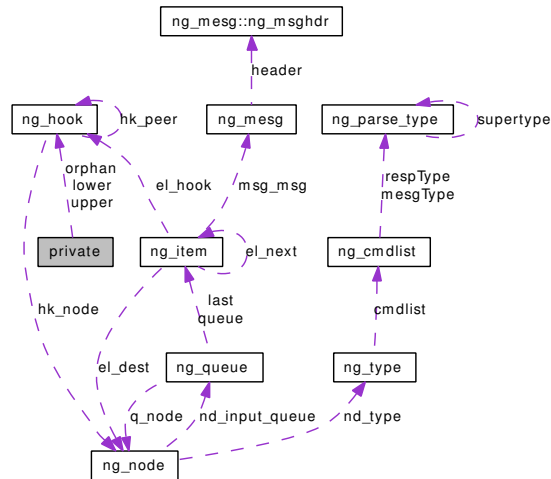 ng_mesg::ng_msghdr
header
ng_hook
hk_peer
ng_mesg
ng_parse_type
supertype
orphan
lower
upper
el_hook
msg_msg
respType
mesgType
private
ng_item
el_next
ng_cmdlist
hk_node
last
queue
cmdlist
el_dest
ng_queue
ng_type
q_node
nd_input_queue
nd_type
ng_node